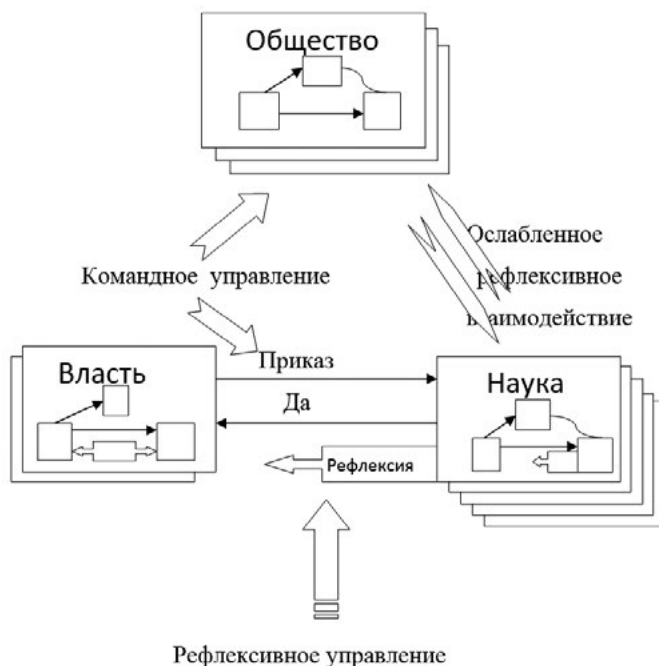 Общество
Ослабленное
рефлексивное
взаимодействие
Командное управление
Власть
Приказ
Да
Наука
Рефлексия
Рефлексивное управление